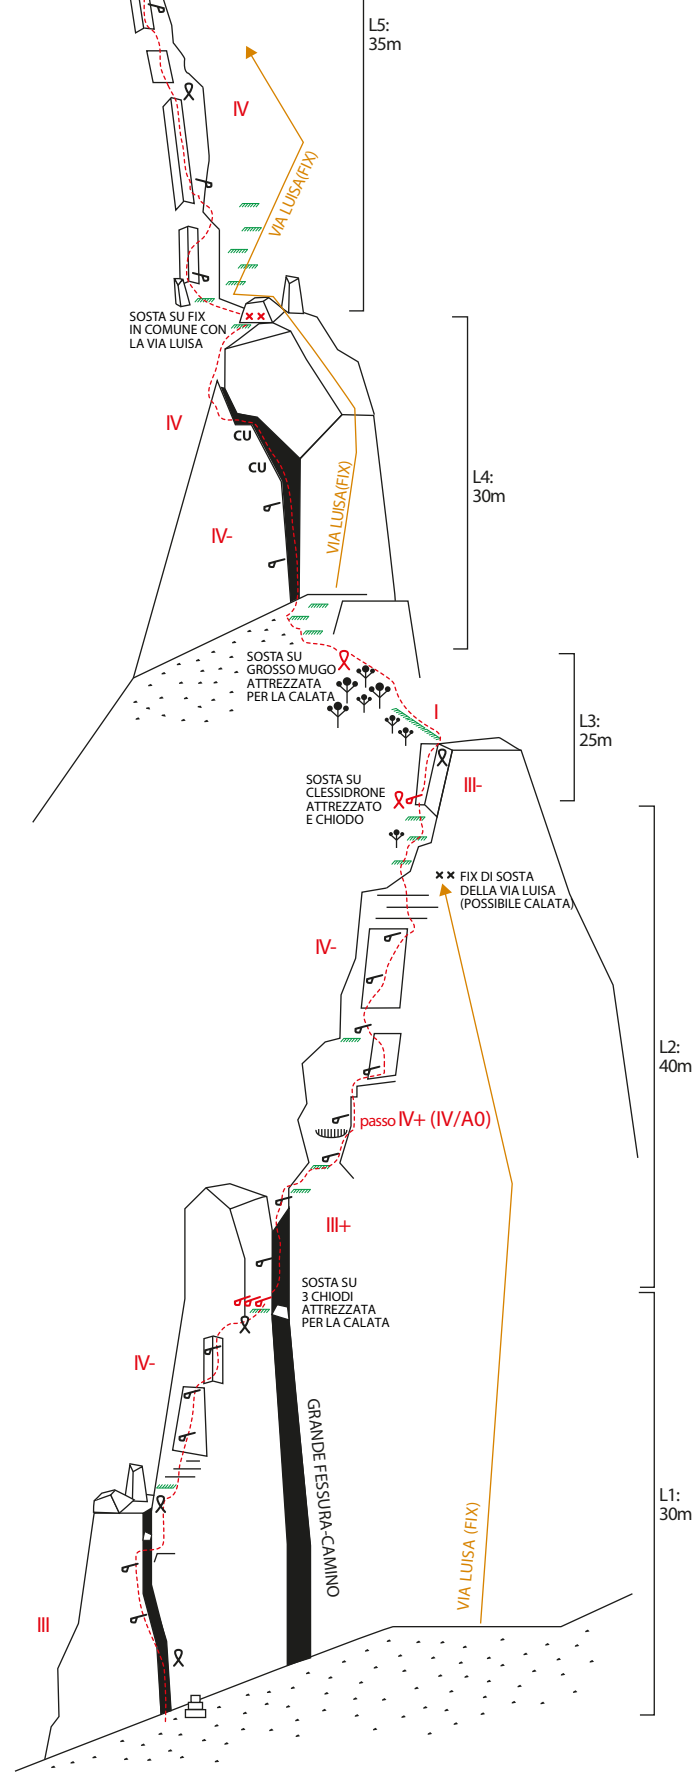 L5:
35m
IV
VIA LUISA(FIX)
SOSTA SU FIX
IN COMUNE CON
LA VIA LUISA
IV
CU
CU
VIA LUISA(FIX)
L4:
30m
IV-
SOSTA SU
GROSSO MUGO
ATTREZZATA
PER LA CALATA
I
L3:
25m
SOSTA SU
CLESSIDRONE
ATTREZZATO
E CHIODO
III-
FIX DI SOSTA
DELLA VIA LUISA
(POSSIBILE CALATA)
IV-
L2:
40m
passo IV+ (IV/A0)
III+
SOSTA SU
3 CHIODI
ATTREZZATA
PER LA CALATA
IV-
GRANDE FESSURA-CAMINO
VIA LUISA (FIX)
L1:
30m
III